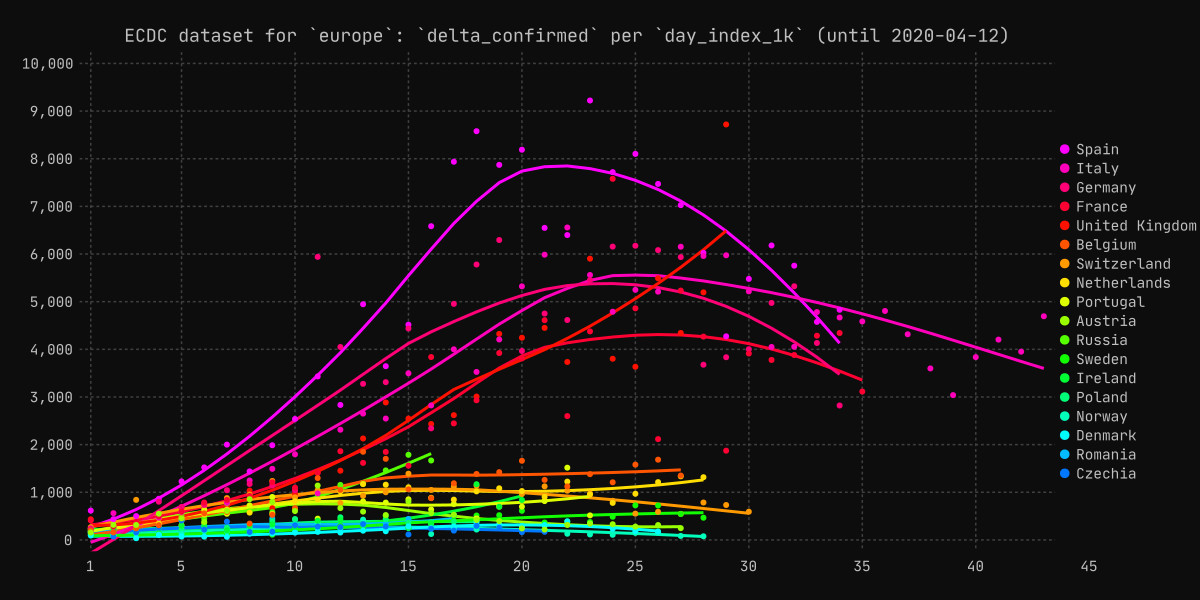 ECDC dataset for `europe`: `delta_confirmed` per `day_index_1k` (until 2020-04-12)
10,000
9,000
8,000
7,000
6,000
5,000
4,000
3,000
2,000
1,000
0
1 5 10 15 20 25 30 35 40 45
Spain
Italy
Germany
France
United Kingdom
Belgium
Switzerland
Netherlands
Portugal
Austria
Russia
Sweden
Ireland
Poland
Norway
Denmark
Romania
Czechia